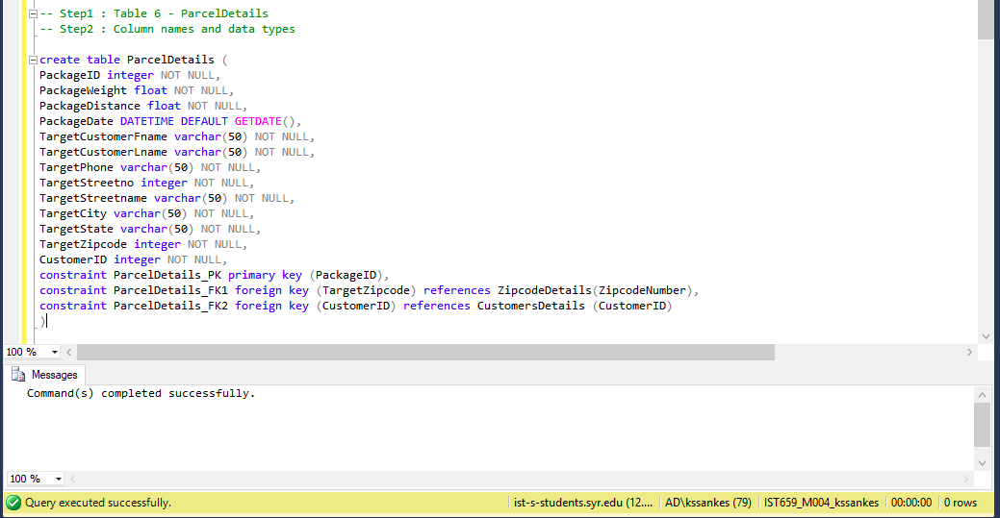 -- Step1 : Table 6 - ParcelDetails
-- Step2 : Column names and data types
create table ParcelDetails (
PackageID integer NOT NULL,
PackageWeight float NOT NULL,
PackageDistance float NOT NULL,
PackageDate DATETIME DEFAULT GETDATE(),
TargetCustomerFname varchar(50) NOT NULL,
TargetCustomerLname varchar(50) NOT NULL,
TargetPhone varchar(50) NOT NULL,
TargetStreetno integer NOT NULL,
TargetStreetname varchar(50) NOT NULL,
TargetCity varchar(50) NOT NULL,
TargetState varchar(50) NOT NULL,
TargetZipcode integer NOT NULL,
CustomerID integer NOT NULL,
constraint ParcelDetails_PK primary key (PackageID),
constraint ParcelDetails_FK1 foreign key (TargetZipcode) references ZipcodeDetails(ZipcodeNumber),
constraint ParcelDetails_FK2 foreign key (CustomerID) references CustomersDetails (CustomerID)
)
100 %
Messages
Command(s) completed successfully.
100 %
Query executed successfully. ist-s-students.syr.edu (12.... AD\kssankes (79) IST659_M004_kssankes 00:00:00 0 rows